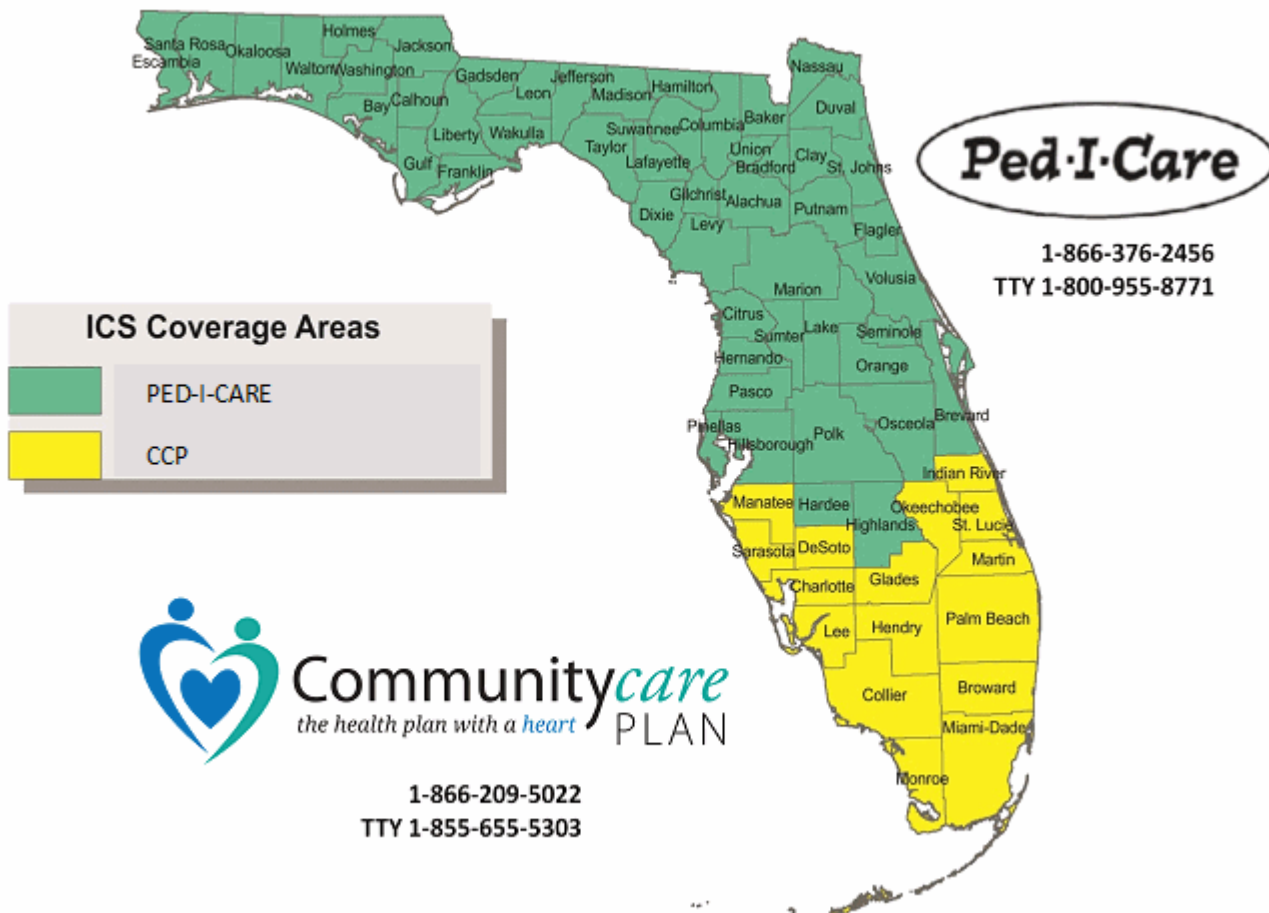 Holmes
Santa Rosa
Okaloosa
Jackson
Escambia
Walton
Washington
Gadsden
Jefferson
Hamilton
Nassau
Leon
Madison
Bay
Calhoun
Duval
Baker
Liberty
Wakulla
Suwannee
Columbia
Taylor
Union
Lafayette
Bradford
Clay
St. Johns
Gulf
Franklin
Gilchrist
Alachua
Putnam
Dixie
Levy
Flagler
Volusia
Marion
Citrus
Sumter
Lake
Seminole
Hernando
Orange
Pasco
Pinellas
Hillsborough
Polk
Osceola
Brevard
Indian River
Manatee
Hardee
Okeechobee
Highlands
St. Lucie
Sarasota
DeSoto
Martin
Charlotte
Glades
Lee
Hendry
Palm Beach
Collier
Broward
Miami-Dade
Monroe
Ped·I·Care
1-866-376-2456
TTY 1-800-955-8771
ICS Coverage Areas
PED-I-CARE
CCP
Communitycare
the health plan with a heart PLAN
1-866-209-5022
TTY 1-855-655-5303